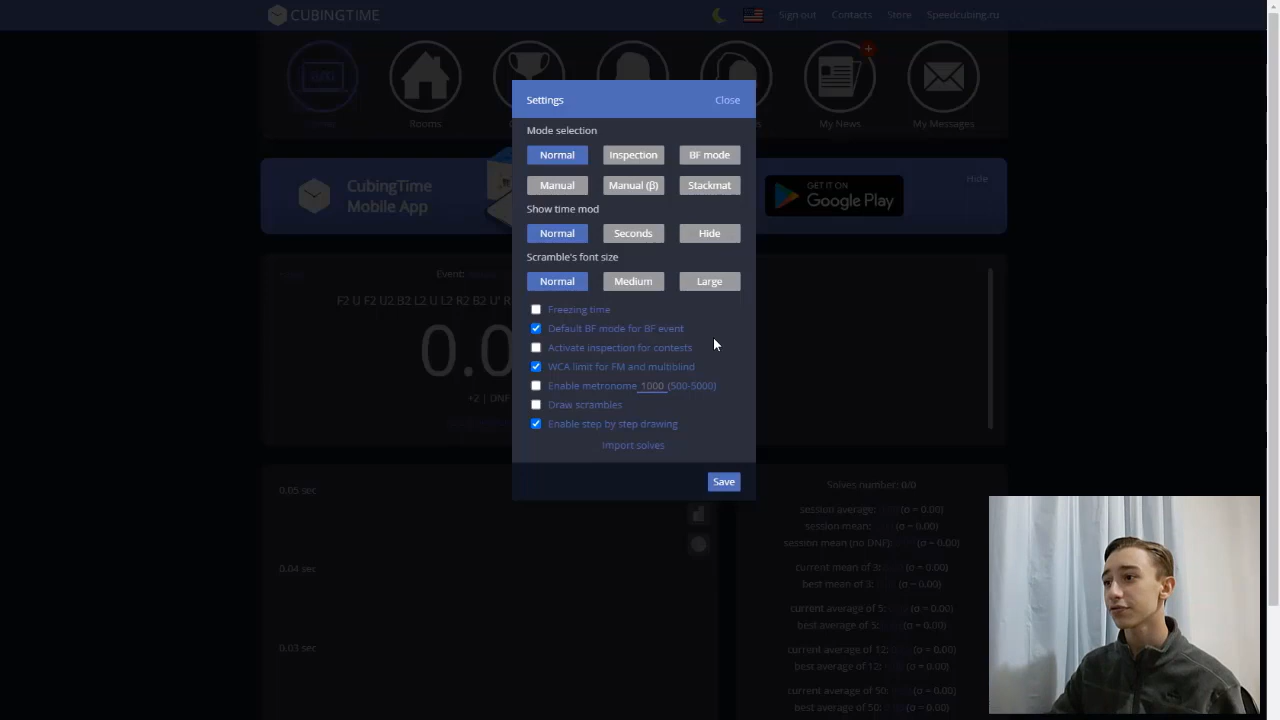 CUBINGTIME
Sign out Contacts Store Speedcubing.ru
Rooms
My News
My Messages
Settings Close
Mode selection
Normal Inspection BF mode
Manual Manual (β) Stackmat
Show time mod
Normal Seconds Hide
Scramble's font size
Normal Medium Large
Freezing time
Default BF mode for BF event
Activate inspection for contests
WCA limit for FM and multiblind
Enable metronome 1000 (500-5000)
Draw scrambles
Enable step by step drawing
Import solves
Save
CubingTime
Mobile App
GET IT ON
Google Play
Hide
Event:
F2 U F2 U2 B2 L2 U L2 R2 B2 U'
0.0
+2 | DNF
0.05 sec
0.04 sec
0.03 sec
Solves number: 0/0
session average: (σ = 0.00)
session mean: (σ = 0.00)
session mean (no DNF): (σ = 0.00)
current mean of 3: (σ = 0.00)
best mean of 3: (σ = 0.00)
current average of 5: (σ = 0.00)
best average of 5: (σ = 0.00)
current average of 12: (σ = 0.00)
best average of 12: (σ = 0.00)
current average of 50: (σ = 0.00)
best average of 50: (σ = 0.00)